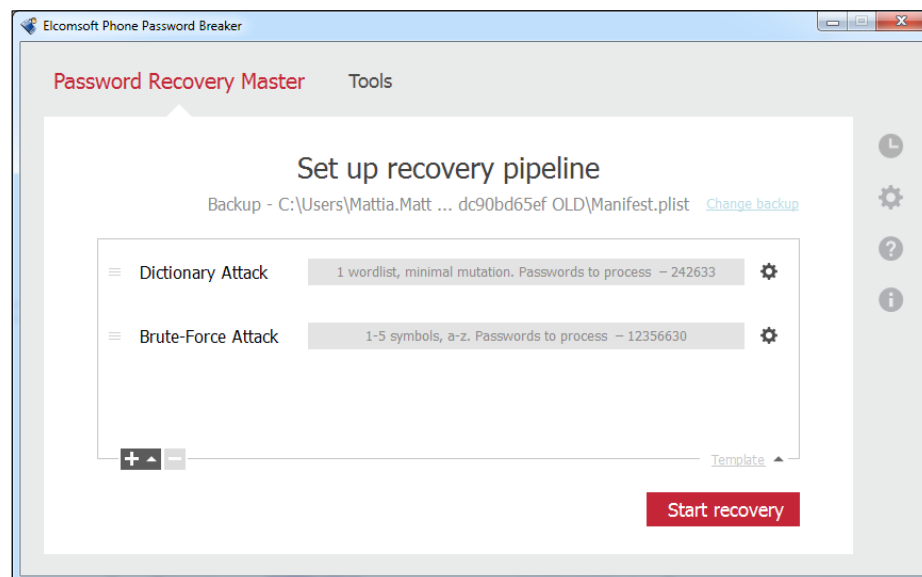 Elcomsoft Phone Password Breaker
Password Recovery Master Tools
Set up recovery pipeline
Backup - C:\Users\Mattia.Matt ... dc90bd65ef OLD\Manifest.plist Change backup
Dictionary Attack 1 wordlist, minimal mutation. Passwords to process – 242633
Brute-Force Attack 1-5 symbols, a-z. Passwords to process – 12356630
Template
Start recovery